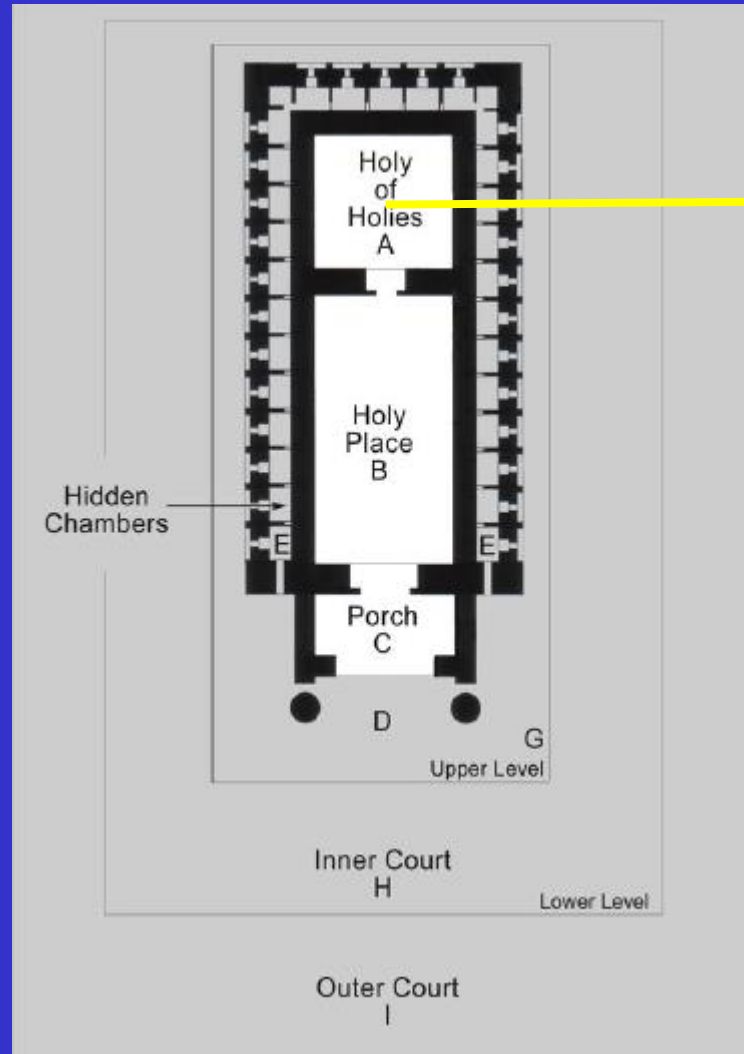 Holy
of
Holies
A
Holy
Place
B
Hidden
Chambers
E
E
Porch
C
D
G
Upper Level
Inner Court
H
Lower Level
Outer Court
I